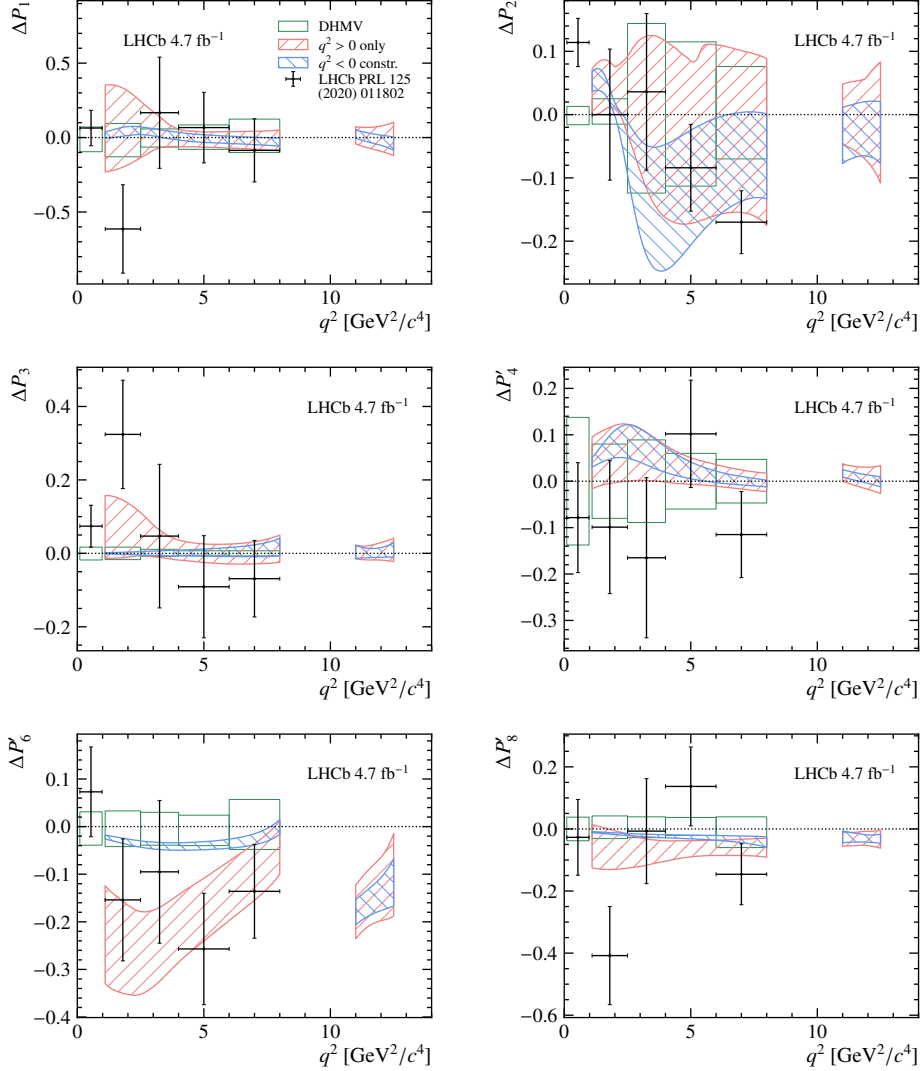 ΔP₁
LHCb 4.7 fb⁻¹
DHMV
q² > 0 only
q² < 0 constr.
LHCb PRL 125
(2020) 011802
0.5
0.0
−0.5
0
5
10
q² [GeV²/c⁴]
ΔP₂
LHCb 4.7 fb⁻¹
0.1
0.0
−0.1
−0.2
0
5
10
q² [GeV²/c⁴]
ΔP₃
LHCb 4.7 fb⁻¹
0.4
0.2
0.0
−0.2
0
5
10
q² [GeV²/c⁴]
ΔP′₄
LHCb 4.7 fb⁻¹
0.2
0.1
0.0
−0.1
−0.2
−0.3
0
5
10
q² [GeV²/c⁴]
ΔP′₆
LHCb 4.7 fb⁻¹
0.1
0.0
−0.1
−0.2
−0.3
−0.4
0
5
10
q² [GeV²/c⁴]
ΔP′₈
LHCb 4.7 fb⁻¹
0.2
0.0
−0.2
−0.4
−0.6
0
5
10
q² [GeV²/c⁴]